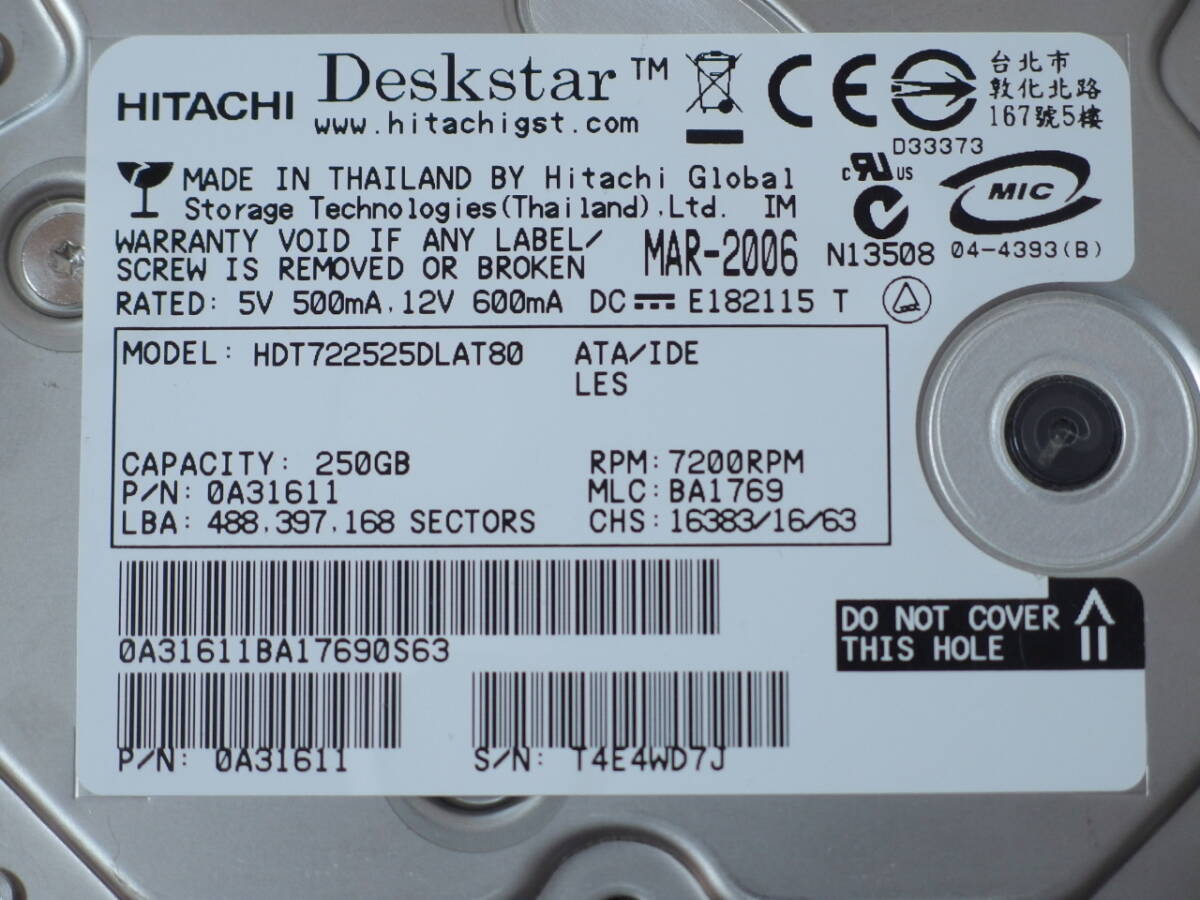 HITACHI Deskstar™
www.hitachigst.com
CE
台北市
敦化北路
167號5樓
D33373
MADE IN THAILAND BY Hitachi Global
Storage Technologies(Thailand),Ltd. IM
c RU US
MIC
WARRANTY VOID IF ANY LABEL/
SCREW IS REMOVED OR BROKEN
MAR-2006
N13508
04-4393(B)
RATED: 5V 500mA,12V 600mA DC E182115 T
MODEL: HDT722525DLAT80 ATA/IDE
LES
CAPACITY: 250GB RPM:7200RPM
P/N: 0A31611 MLC:BA1769
LBA: 488,397,168 SECTORS CHS:16383/16/63
0A31611BA17690S63
DO NOT COVER
THIS HOLE
P/N: 0A31611 S/N: T4E4WD7J